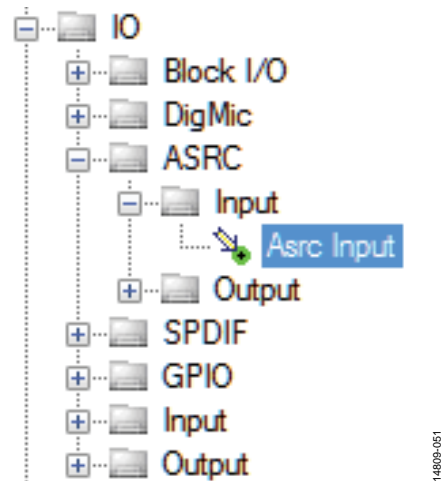 IO
Block I/O
DigMic
ASRC
Input
Asrc Input
Output
SPDIF
GPIO
Input
Output
14809-051